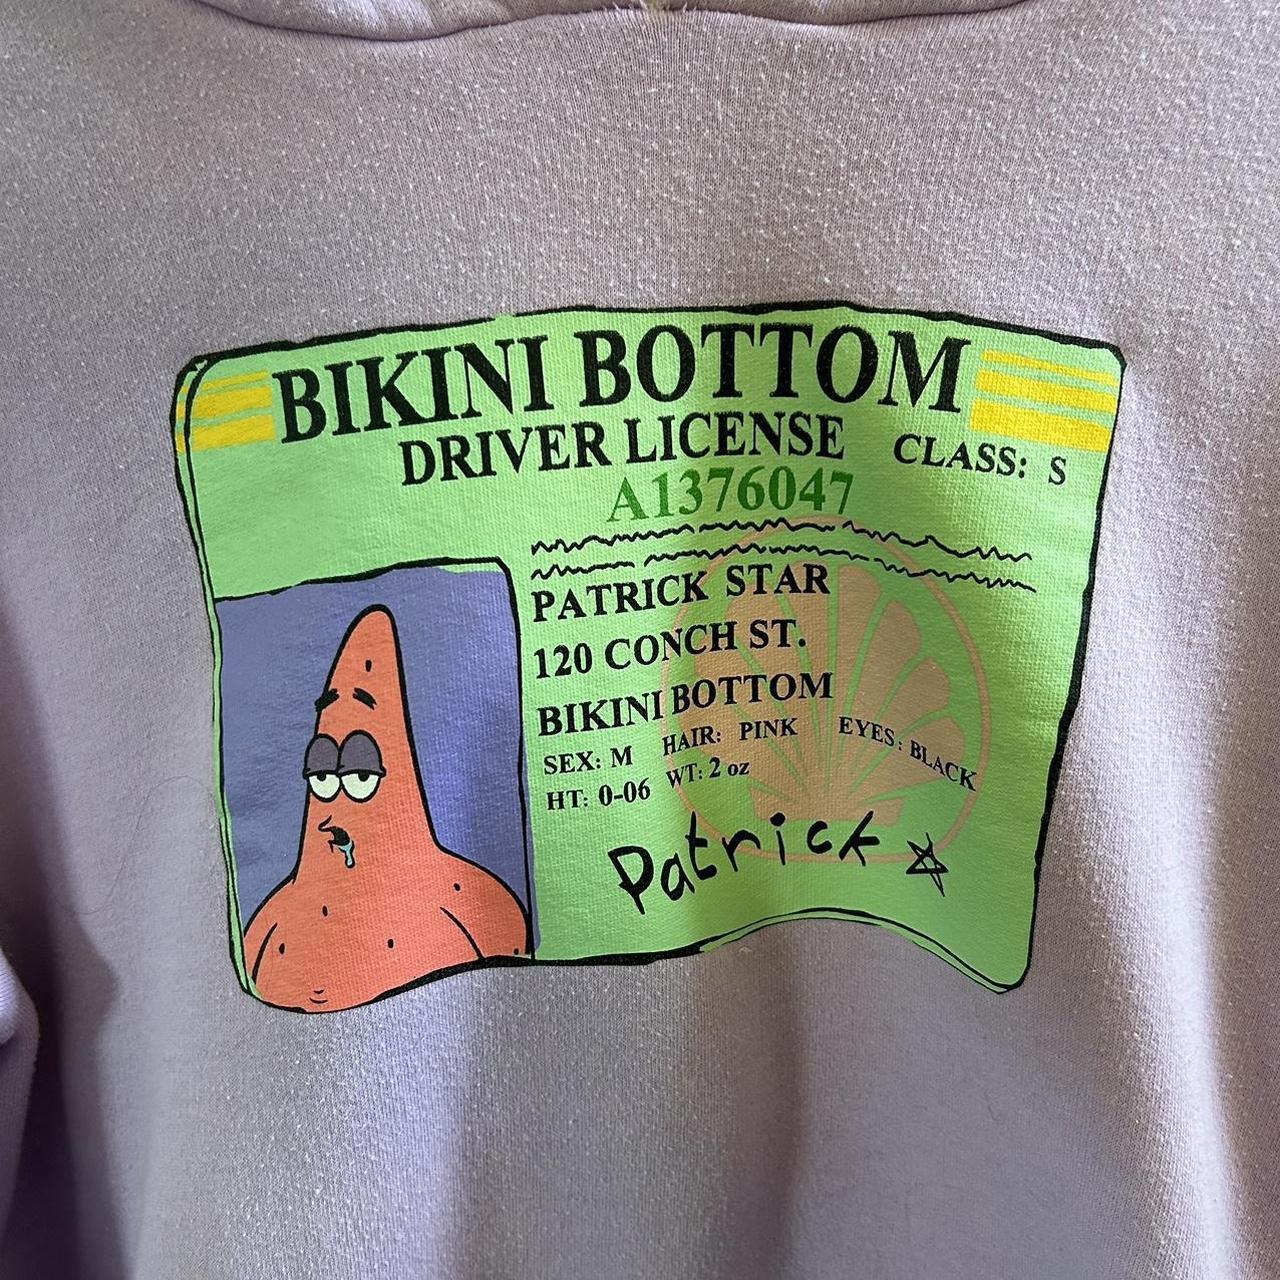 BIKINI BOTTOM
DRIVER LICENSE CLASS: S
A1376047
PATRICK STAR
120 CONCH ST.
BIKINI BOTTOM
SEX: M HAIR: PINK EYES: BLACK
HT: 0-06 WT: 2 oz
Patrick